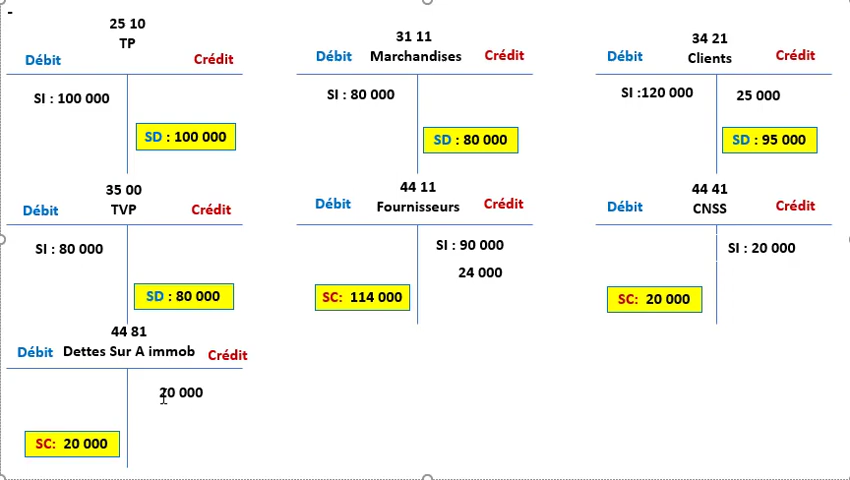 25 10
TP
Débit
Crédit
SI : 100 000
SD : 100 000
31 11
Débit
Marchandises
Crédit
SI : 80 000
SD : 80 000
34 21
Débit
Clients
Crédit
SI :120 000
25 000
SD : 95 000
35 00
Débit
TVP
Crédit
SI : 80 000
SD : 80 000
44 11
Débit
Fournisseurs
Crédit
SI : 90 000
24 000
SC: 114 000
44 41
Débit
CNSS
Crédit
SI : 20 000
SC: 20 000
44 81
Débit
Dettes Sur A immob
Crédit
20 000
SC: 20 000